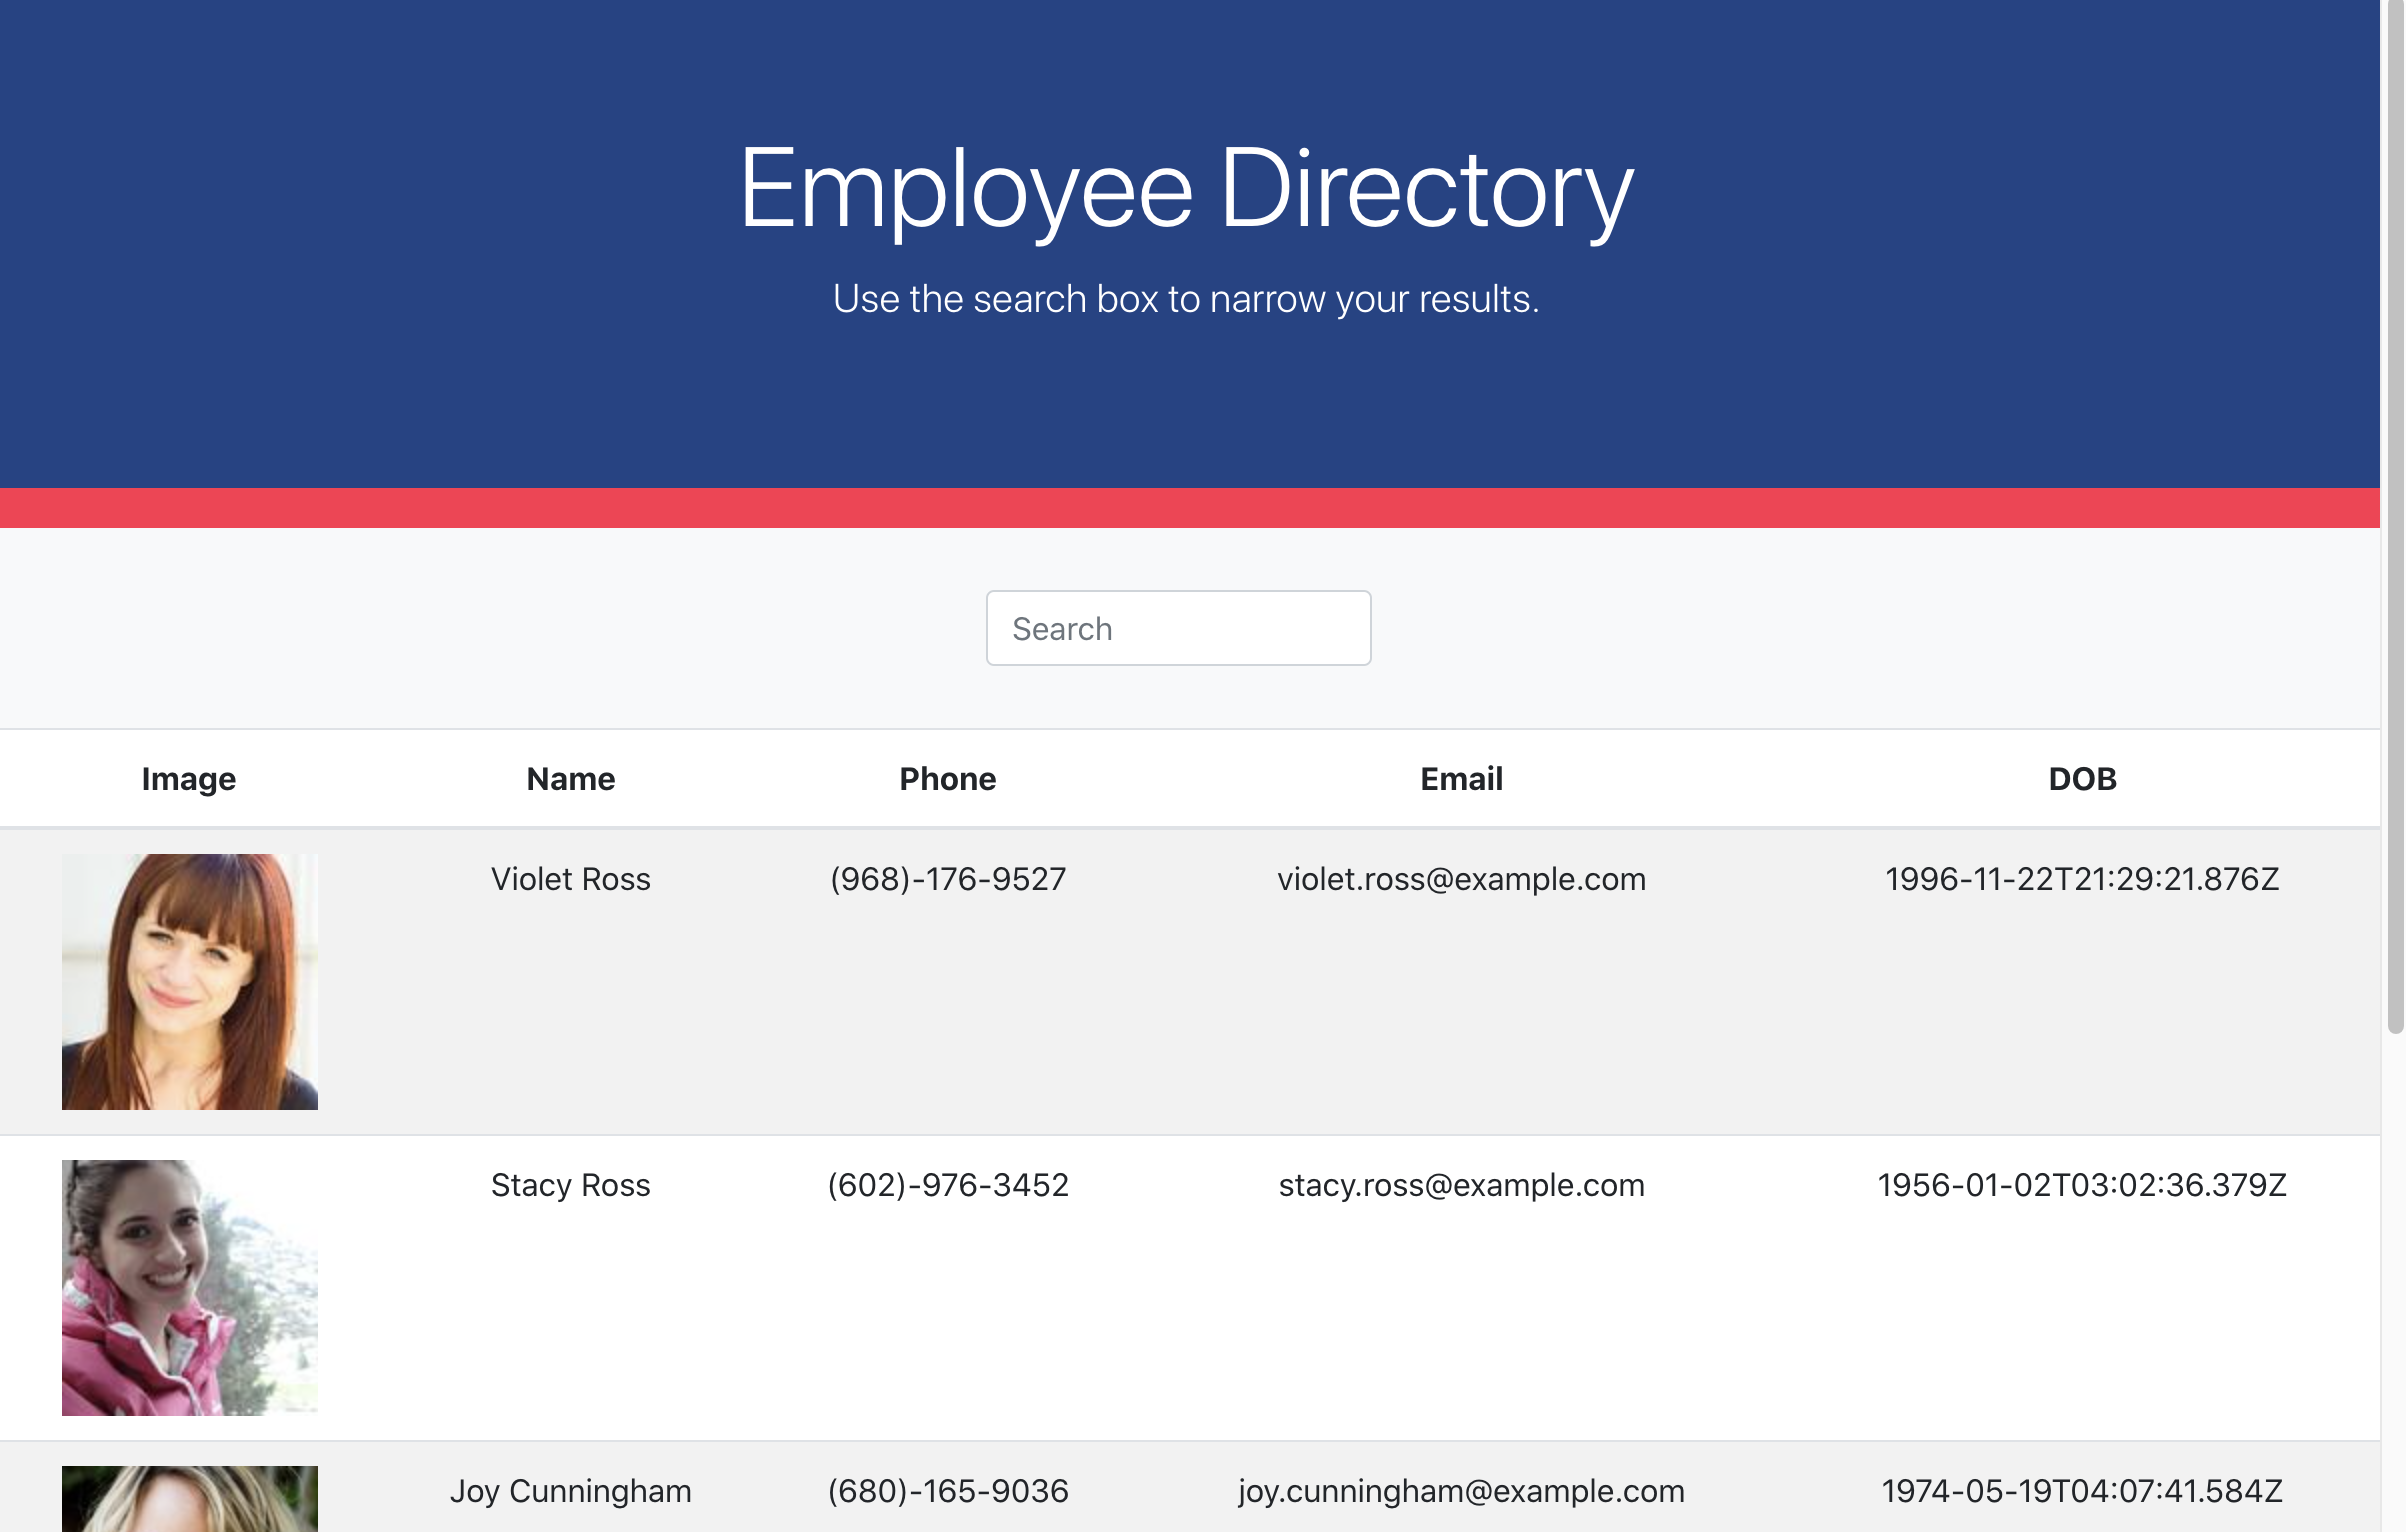 Employee Directory
Use the search box to narrow your results.
Search
Image Name Phone Email DOB
Violet Ross (968)-176-9527 violet.ross@example.com 1996-11-22T21:29:21.876Z
Stacy Ross (602)-976-3452 stacy.ross@example.com 1956-01-02T03:02:36.379Z
Joy Cunningham (680)-165-9036 joy.cunningham@example.com 1974-05-19T04:07:41.584Z